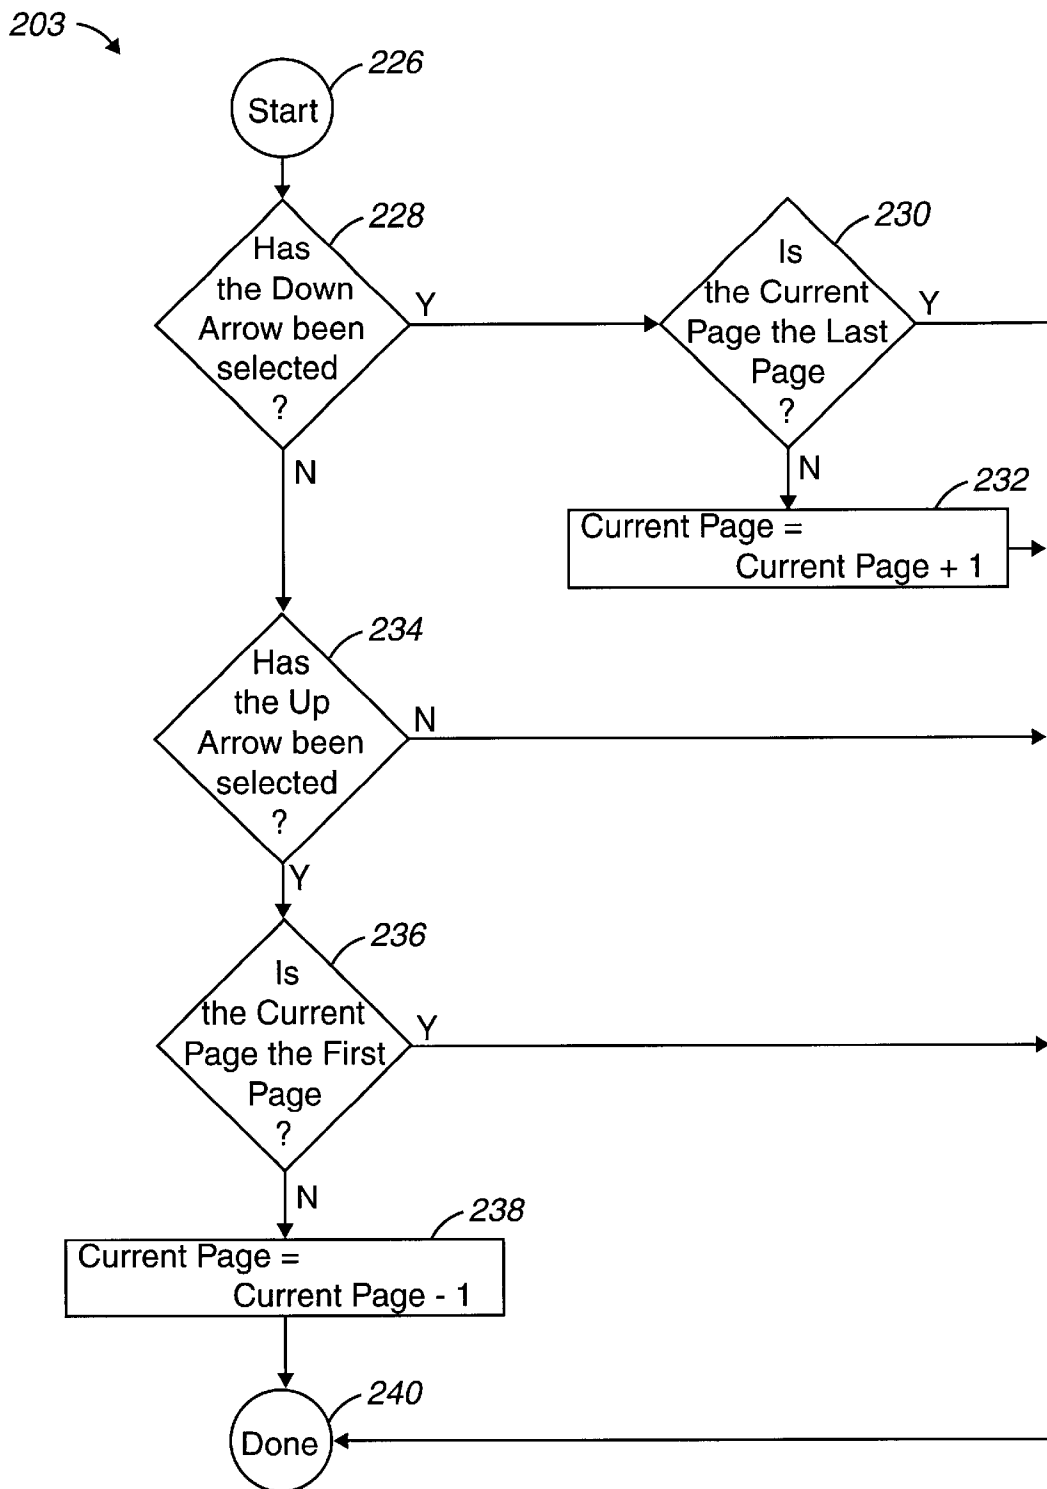 203
226
Start
228
Has
the Down
Arrow been
selected
?
Y
N
230
Is
the Current
Page the Last
Page
?
Y
N
232
Current Page =
Current Page + 1
234
Has
the Up
Arrow been
selected
?
N
Y
236
Is
the Current
Page the First
Page
?
Y
N
238
Current Page =
Current Page - 1
240
Done